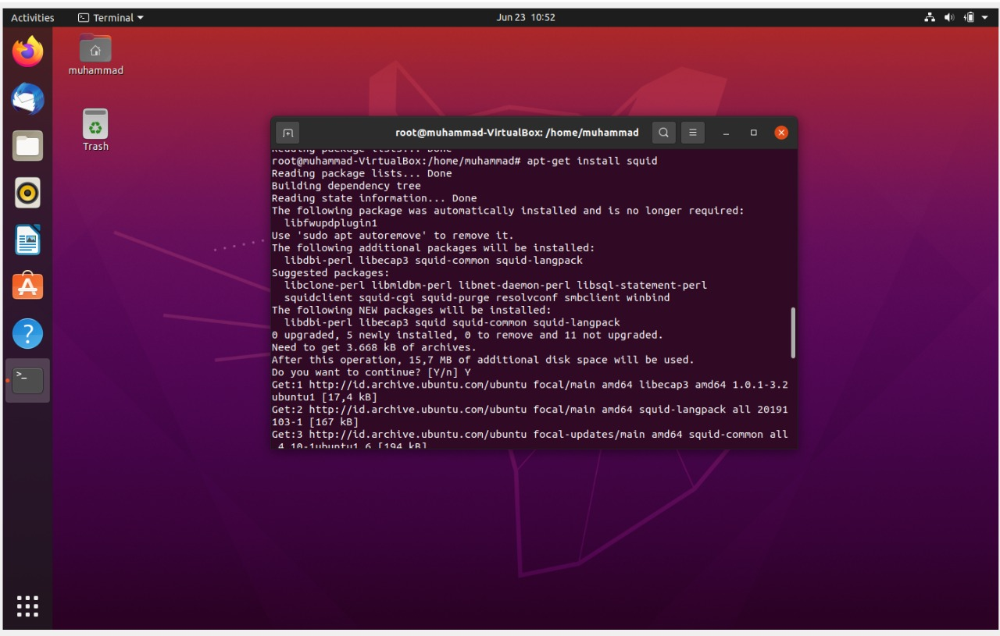 Activities Terminal Jun 23 10:52
muhammad
Trash
root@muhammad-VirtualBox: /home/muhammad
Reading package lists... Done
root@muhammad-VirtualBox:/home/muhammad# apt-get install squid
Reading package lists... Done
Building dependency tree
Reading state information... Done
The following package was automatically installed and is no longer required:
  libfwupdplugin1
Use 'sudo apt autoremove' to remove it.
The following additional packages will be installed:
  libdbi-perl libecap3 squid-common squid-langpack
Suggested packages:
  libclone-perl libmldbm-perl libnet-daemon-perl libsql-statement-perl
  squidclient squid-cgi squid-purge resolvconf smbclient winbind
The following NEW packages will be installed:
  libdbi-perl libecap3 squid squid-common squid-langpack
0 upgraded, 5 newly installed, 0 to remove and 11 not upgraded.
Need to get 3.668 kB of archives.
After this operation, 15,7 MB of additional disk space will be used.
Do you want to continue? [Y/n] Y
Get:1 http://id.archive.ubuntu.com/ubuntu focal/main amd64 libecap3 amd64 1.0.1-3.2
ubuntu1 [17,4 kB]
Get:2 http://id.archive.ubuntu.com/ubuntu focal/main amd64 squid-langpack all 20191
103-1 [167 kB]
Get:3 http://id.archive.ubuntu.com/ubuntu focal-updates/main amd64 squid-common all
 4.10-1ubuntu1.6 [194 kB]